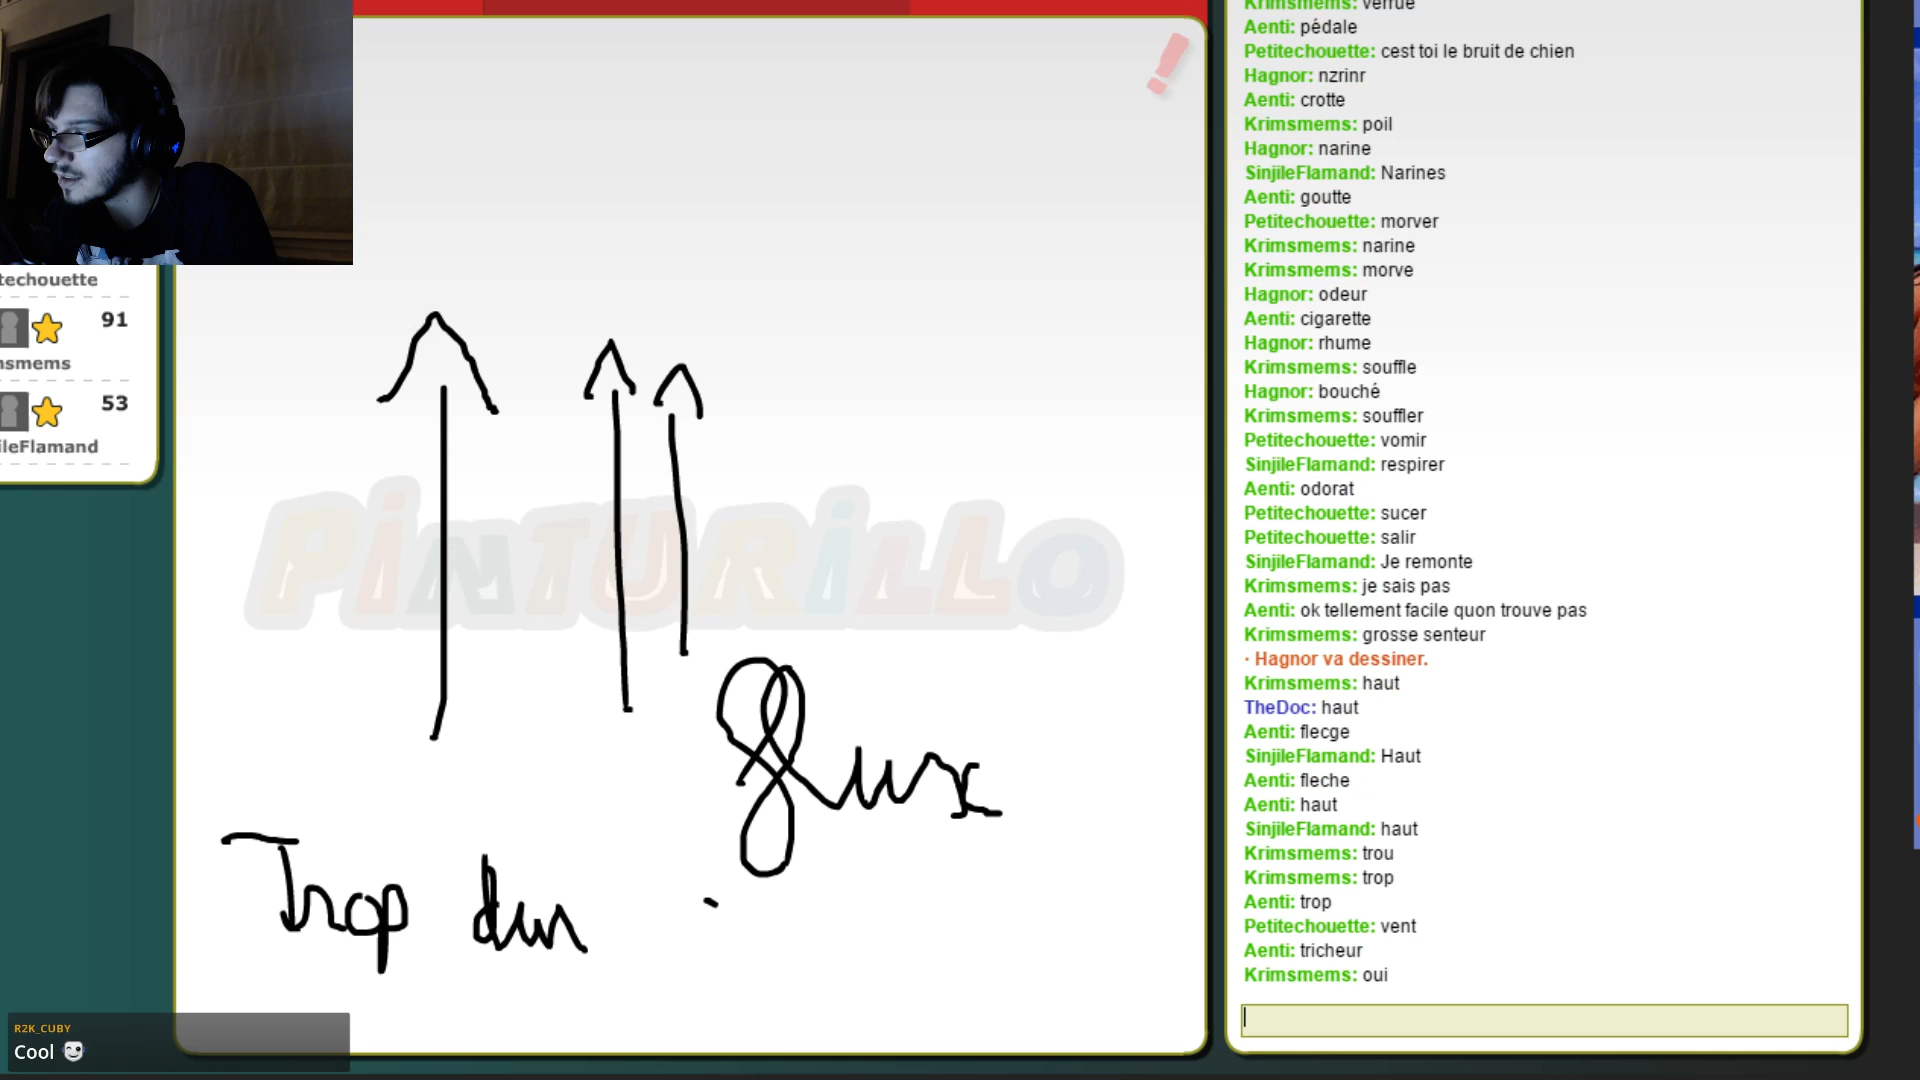 Krimsmems: verrue
Aenti: pédale
Petitechouette: cest toi le bruit de chien
Hagnor: nzrinr
Aenti: crotte
Krimsmems: poil
Hagnor: narine
SinjileFlamand: Narines
Aenti: goutte
Petitechouette: morver
Krimsmems: narine
Krimsmems: morve
Hagnor: odeur
Aenti: cigarette
Hagnor: rhume
Krimsmems: souffle
Hagnor: bouché
Krimsmems: souffler
Petitechouette: vomir
SinjileFlamand: respirer
Aenti: odorat
Petitechouette: sucer
Petitechouette: salir
SinjileFlamand: Je remonte
Krimsmems: je sais pas
Aenti: ok tellement facile quon trouve pas
Krimsmems: grosse senteur
· Hagnor va dessiner.
Krimsmems: haut
TheDoc: haut
Aenti: flecge
SinjileFlamand: Haut
Aenti: fleche
Aenti: haut
SinjileFlamand: haut
Krimsmems: trou
Krimsmems: trop
Aenti: trop
Petitechouette: vent
Aenti: tricheur
Krimsmems: oui
techouette
91
nsmems
53
ileFlamand
!
PINTURILLO
flux
Trop dur
R2K_CUBY
Cool